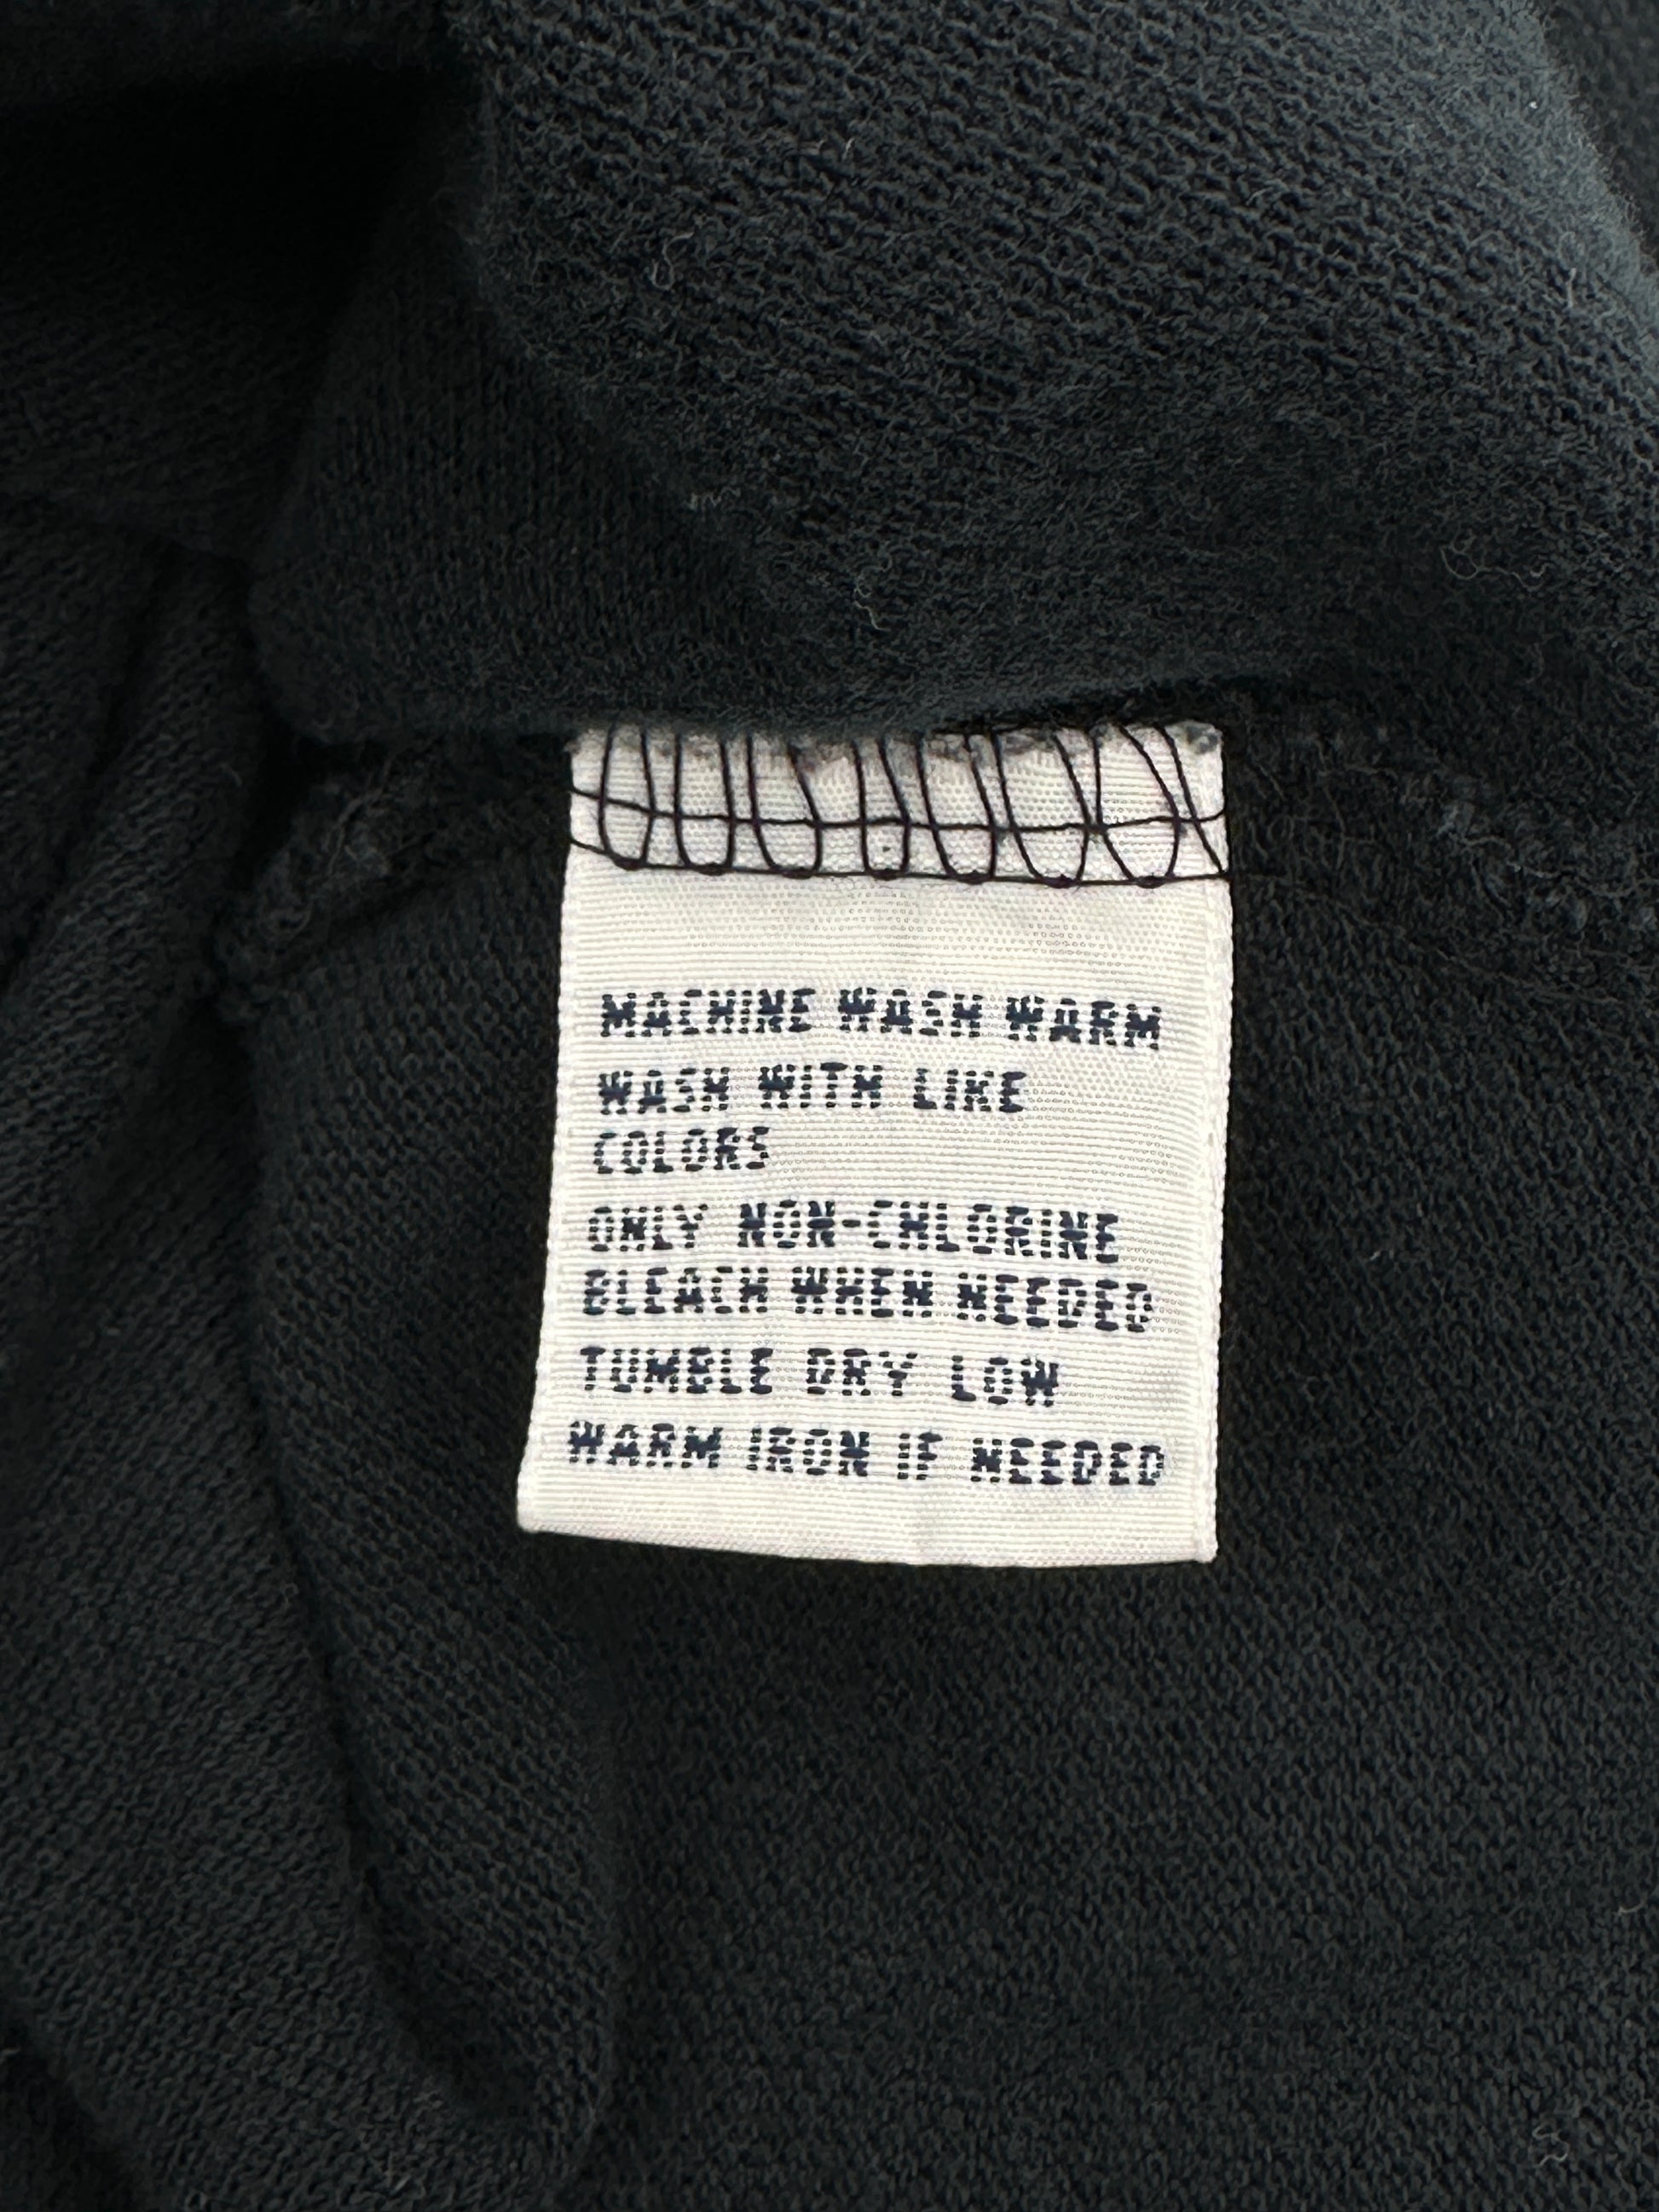 MACHINE WASH WARM
WASH WITH LIKE
COLORS
ONLY NON-CHLORINE
BLEACH WHEN NEEDED
TUMBLE DRY LOW
WARM IRON IF NEEDED